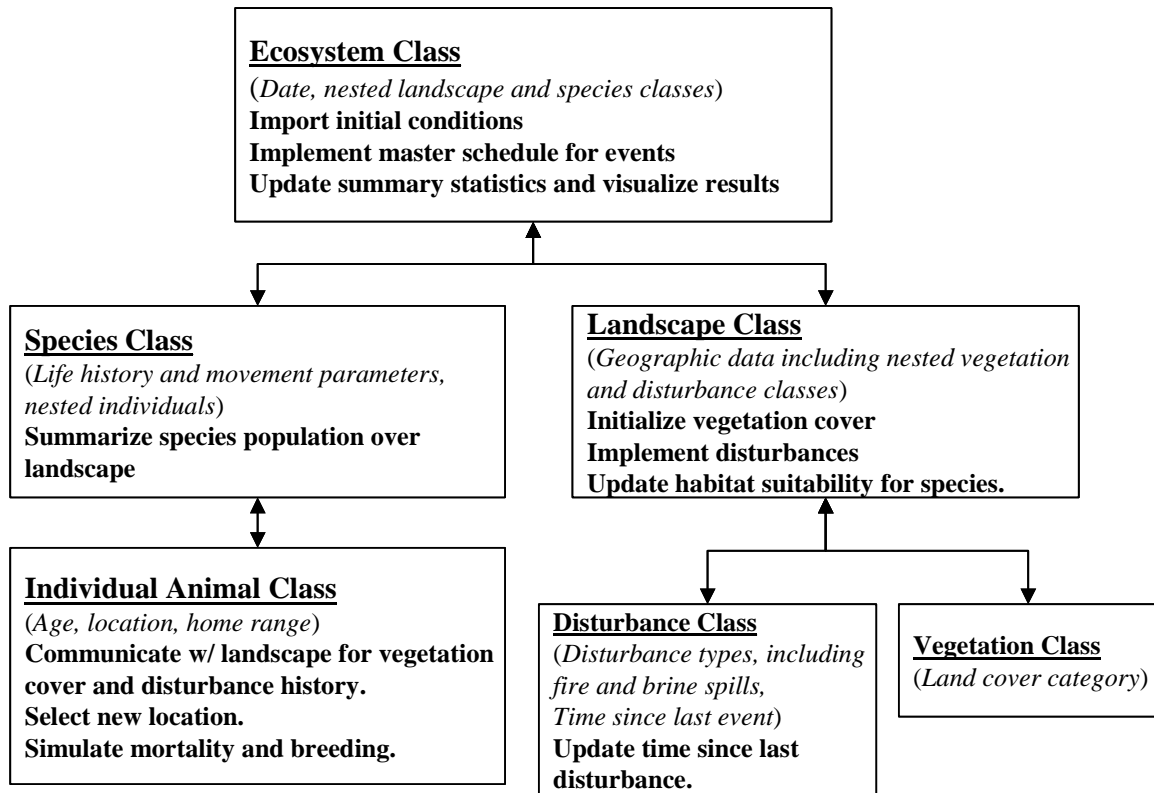 Ecosystem Class
(Date, nested landscape and species classes)
Import initial conditions
Implement master schedule for events
Update summary statistics and visualize results
Species Class
(Life history and movement parameters,
nested individuals)
Summarize species population over
landscape
Landscape Class
(Geographic data including nested vegetation
and disturbance classes)
Initialize vegetation cover
Implement disturbances
Update habitat suitability for species.
Individual Animal Class
(Age, location, home range)
Communicate w/ landscape for vegetation
cover and disturbance history.
Select new location.
Simulate mortality and breeding.
Disturbance Class
(Disturbance types, including
fire and brine spills,
Time since last event)
Update time since last
disturbance.
Vegetation Class
(Land cover category)